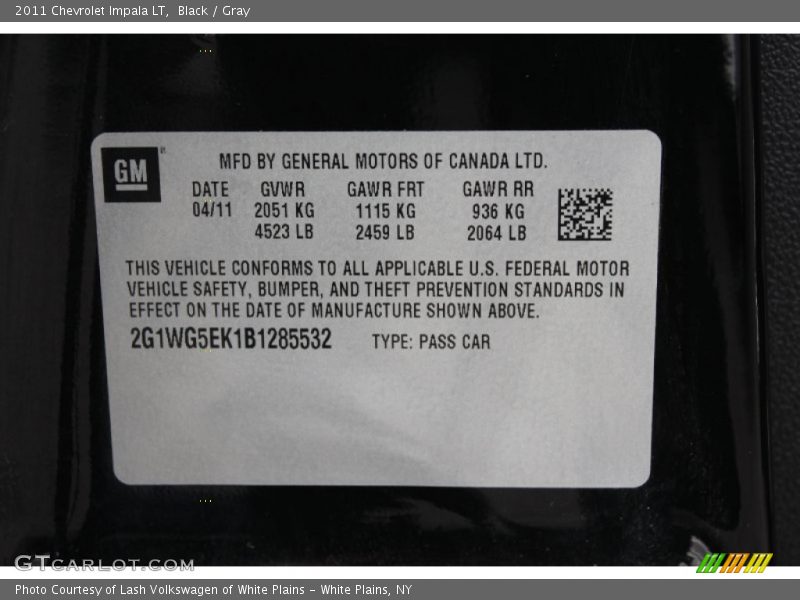 2011 Chevrolet Impala LT, Black / Gray
GM
MFD BY GENERAL MOTORS OF CANADA LTD.
DATE GVWR GAWR FRT GAWR RR
04/11 2051 KG 1115 KG 936 KG
4523 LB 2459 LB 2064 LB
THIS VEHICLE CONFORMS TO ALL APPLICABLE U.S. FEDERAL MOTOR
VEHICLE SAFETY, BUMPER, AND THEFT PREVENTION STANDARDS IN
EFFECT ON THE DATE OF MANUFACTURE SHOWN ABOVE.
2G1WG5EK1B1285532 TYPE: PASS CAR
GTcarlot.com
Photo Courtesy of Lash Volkswagen of White Plains - White Plains, NY